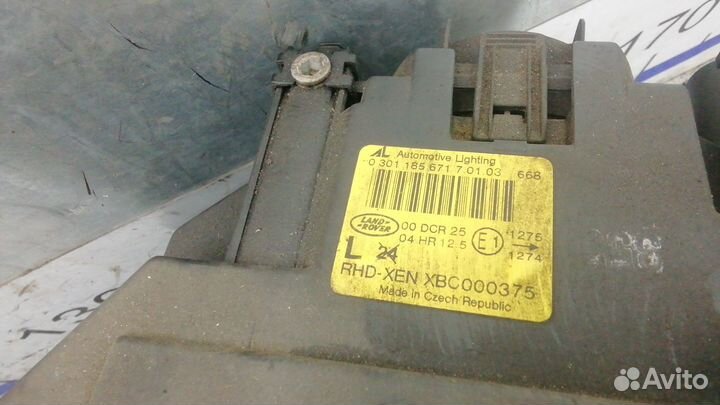 AL Automotive Lighting
0 301 185 671 7.01.03 668
LAND-ROVER
00 DCR 25
04 HR 12.5
E1
1275
1274
L 24
RHD-XEN XBC000375
Made in Czech Republic
Avito